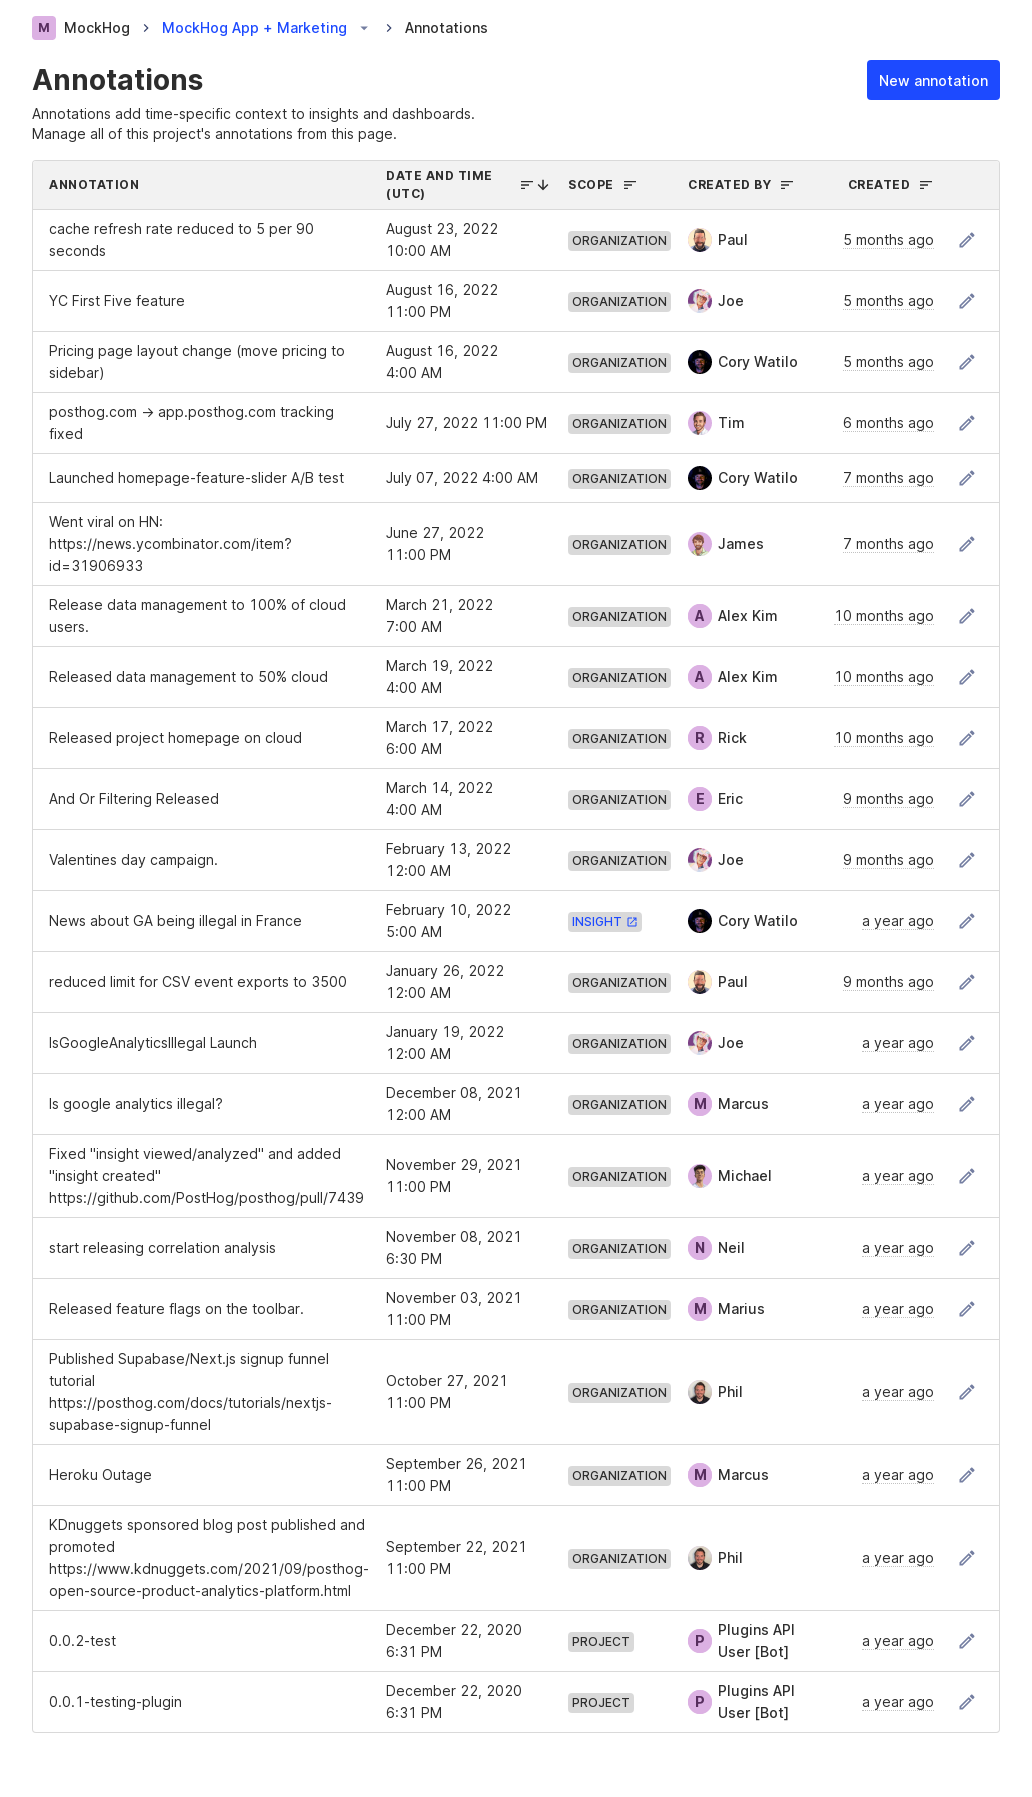 M MockHog MockHog App + Marketing Annotations
Annotations
New annotation
Annotations add time-specific context to insights and dashboards.
Manage all of this project's annotations from this page.
ANNOTATION DATE AND TIME (UTC) SCOPE CREATED BY CREATED
cache refresh rate reduced to 5 per 90
seconds
August 23, 2022
10:00 AM
ORGANIZATION Paul 5 months ago
YC First Five feature
August 16, 2022
11:00 PM
ORGANIZATION Joe 5 months ago
Pricing page layout change (move pricing to
sidebar)
August 16, 2022
4:00 AM
ORGANIZATION Cory Watilo 5 months ago
posthog.com → app.posthog.com tracking
fixed
July 27, 2022 11:00 PM
ORGANIZATION Tim 6 months ago
Launched homepage-feature-slider A/B test July 07, 2022 4:00 AM ORGANIZATION Cory Watilo 7 months ago
Went viral on HN:
https://news.ycombinator.com/item?
id=31906933
June 27, 2022
11:00 PM
ORGANIZATION James 7 months ago
Release data management to 100% of cloud
users.
March 21, 2022
7:00 AM
ORGANIZATION A Alex Kim 10 months ago
Released data management to 50% cloud
March 19, 2022
4:00 AM
ORGANIZATION A Alex Kim 10 months ago
Released project homepage on cloud
March 17, 2022
6:00 AM
ORGANIZATION R Rick 10 months ago
And Or Filtering Released
March 14, 2022
4:00 AM
ORGANIZATION E Eric 9 months ago
Valentines day campaign.
February 13, 2022
12:00 AM
ORGANIZATION Joe 9 months ago
News about GA being illegal in France
February 10, 2022
5:00 AM
INSIGHT Cory Watilo a year ago
reduced limit for CSV event exports to 3500
January 26, 2022
12:00 AM
ORGANIZATION Paul 9 months ago
IsGoogleAnalyticsIllegal Launch
January 19, 2022
12:00 AM
ORGANIZATION Joe a year ago
Is google analytics illegal?
December 08, 2021
12:00 AM
ORGANIZATION M Marcus a year ago
Fixed "insight viewed/analyzed" and added
"insight created"
https://github.com/PostHog/posthog/pull/7439
November 29, 2021
11:00 PM
ORGANIZATION Michael a year ago
start releasing correlation analysis
November 08, 2021
6:30 PM
ORGANIZATION N Neil a year ago
Released feature flags on the toolbar.
November 03, 2021
11:00 PM
ORGANIZATION M Marius a year ago
Published Supabase/Next.js signup funnel
tutorial
https://posthog.com/docs/tutorials/nextjs-
supabase-signup-funnel
October 27, 2021
11:00 PM
ORGANIZATION Phil a year ago
Heroku Outage
September 26, 2021
11:00 PM
ORGANIZATION M Marcus a year ago
KDnuggets sponsored blog post published and
promoted
https://www.kdnuggets.com/2021/09/posthog-
open-source-product-analytics-platform.html
September 22, 2021
11:00 PM
ORGANIZATION Phil a year ago
0.0.2-test
December 22, 2020
6:31 PM
PROJECT P Plugins API
User [Bot]
a year ago
0.0.1-testing-plugin
December 22, 2020
6:31 PM
PROJECT P Plugins API
User [Bot]
a year ago